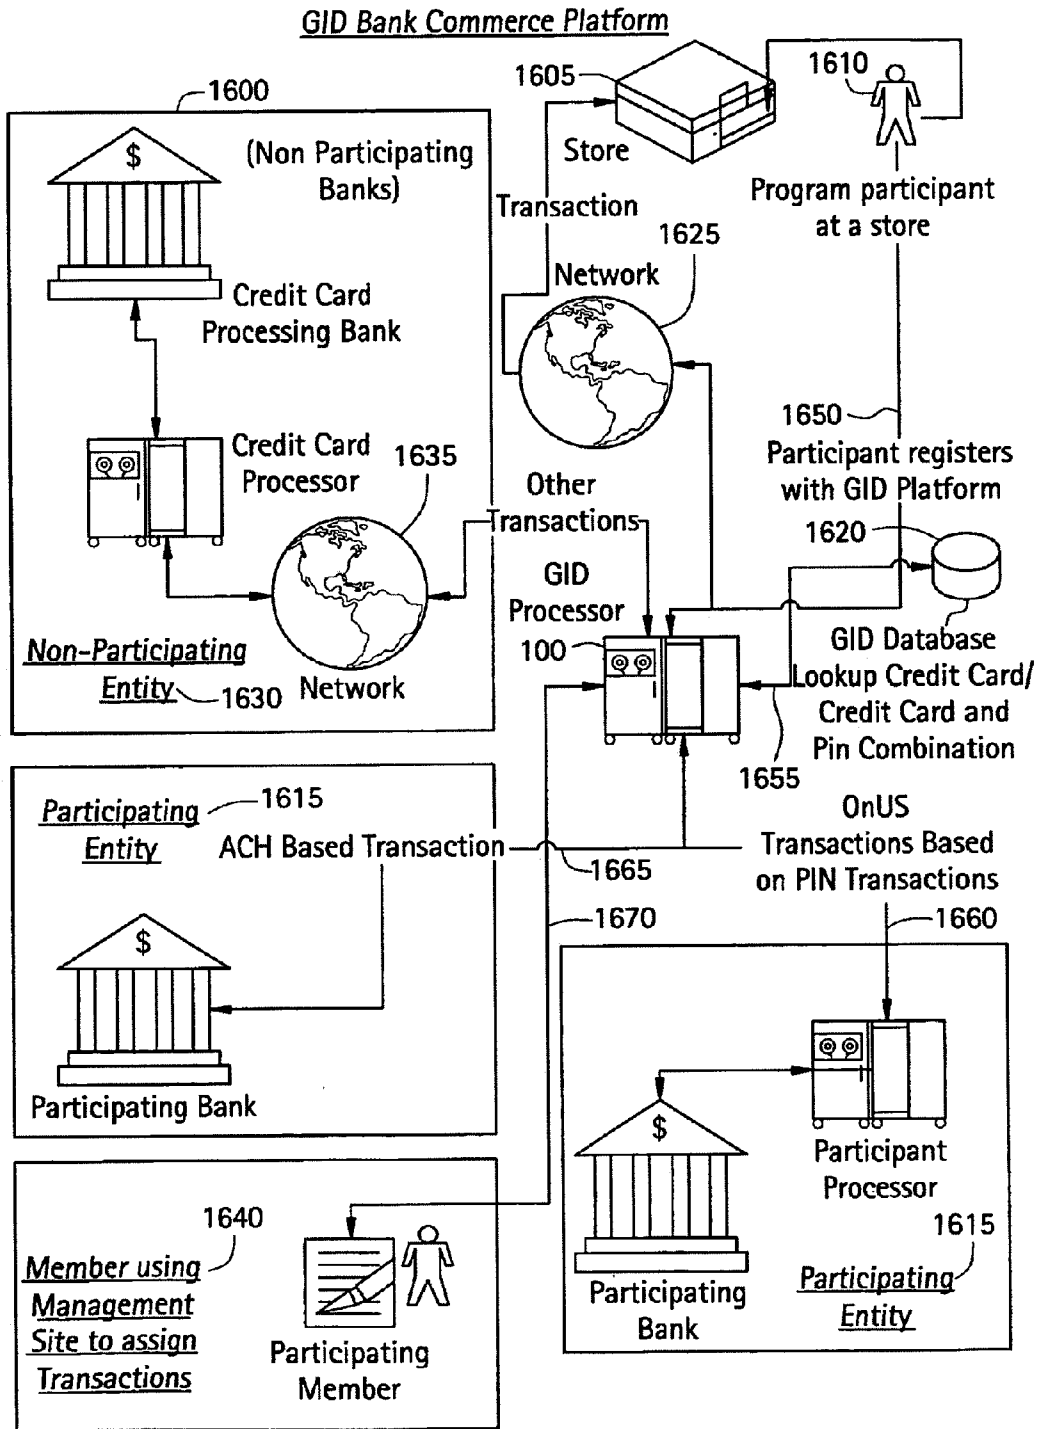 GID Bank Commerce Platform
1600
1605
1610
$
(Non Participating
Banks)
Store
Transaction
Program participant
at a store
1625
Network
Credit Card
Processing Bank
1650
Participant registers
with GID Platform
Credit Card
Processor
1635
Other
Transactions
1620
GID
Processor
100
GID Database
Lookup Credit Card/
Credit Card and
Pin Combination
Non-Participating
Entity
1630
Network
1655
Participating
Entity
1615
ACH Based Transaction
1665
OnUS
Transactions Based
on PIN Transactions
1670
1660
$
Participating Bank
$
Participant
Processor
1615
Participating
Bank
Participating
Entity
1640
Member using
Management
Site to assign
Transactions
Participating
Member